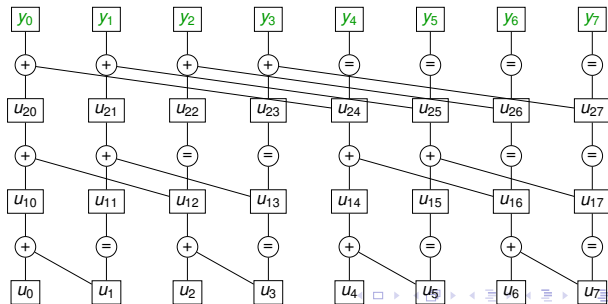 y₀ y₁ y₂ y₃ y₄ y₅ y₆ y₇
+ + + + = = = =
u₂₀ u₂₁ u₂₂ u₂₃ u₂₄ u₂₅ u₂₆ u₂₇
+ + = = + + = =
u₁₀ u₁₁ u₁₂ u₁₃ u₁₄ u₁₅ u₁₆ u₁₇
+ = + = + = + =
u₀ u₁ u₂ u₃ u₄ u₅ u₆ u₇